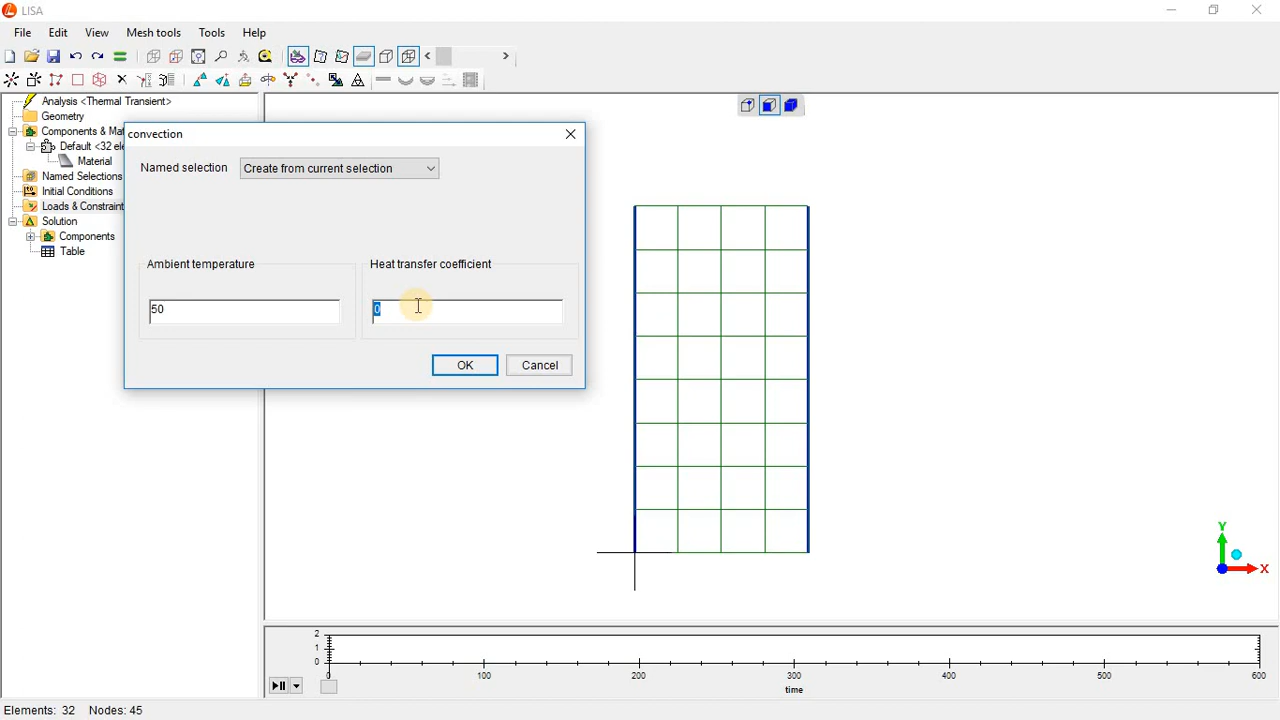 LISA
File Edit View Mesh tools Tools Help
Analysis <Thermal Transient>
Geometry
Components & Mat
Default <32 ele
Material
Named Selections
Initial Conditions
Loads & Constraint
Solution
Components
Table
convection
Named selection Create from current selection
Ambient temperature Heat transfer coefficient
50 0
OK Cancel
Y
X
2
1
0
0 100 200 300 400 500 600
time
Elements: 32 Nodes: 45